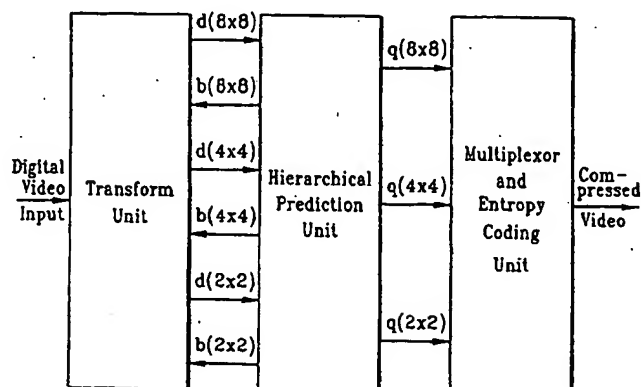 d(8x8)
b(8x8)
d(4x4)
b(4x4)
d(2x2)
b(2x2)
q(8x8)
q(4x4)
q(2x2)
Digital
Video
Input
Transform
Unit
Hierarchical
Prediction
Unit
Multiplexor
and
Entropy
Coding
Unit
Com-
pressed
Video